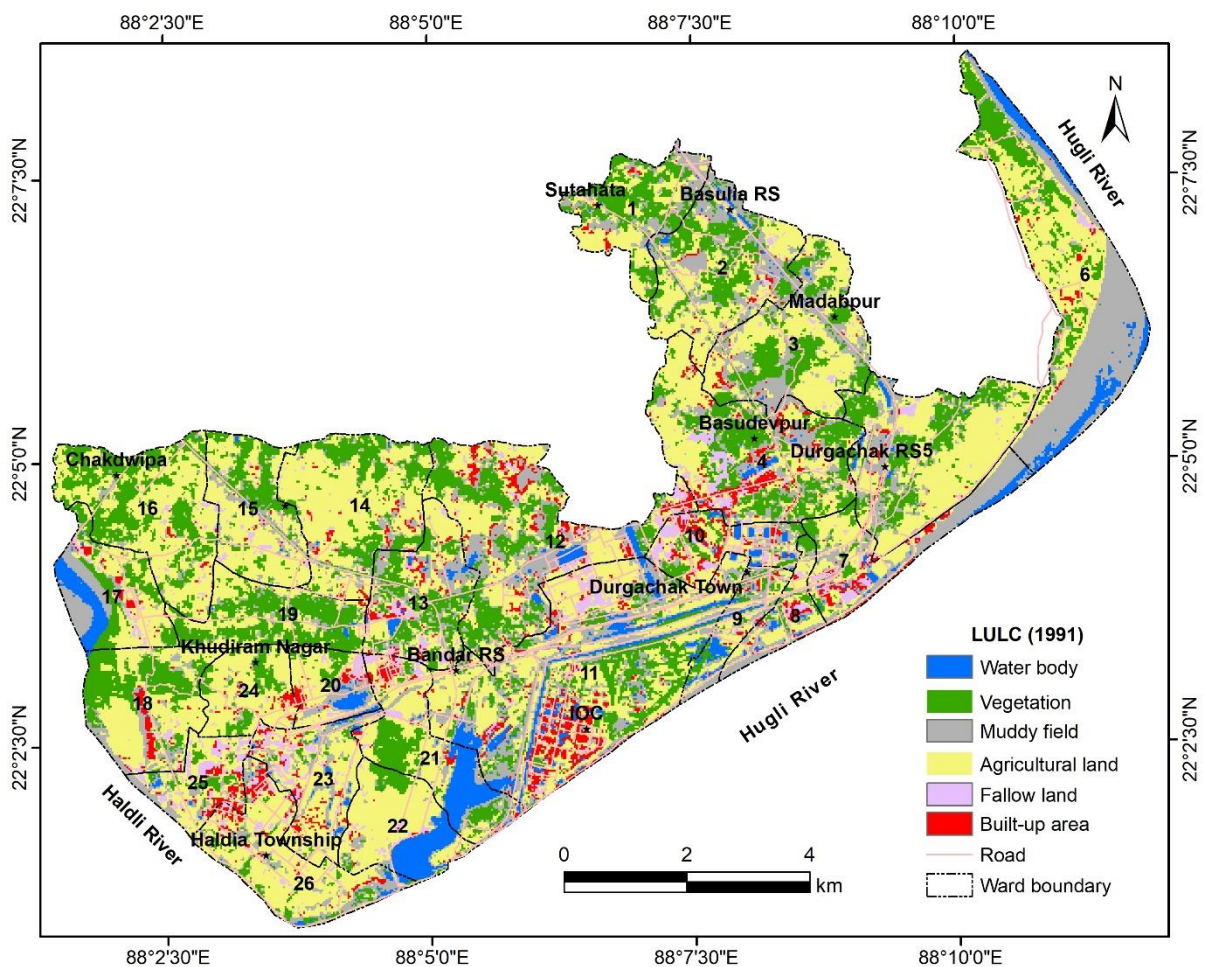 88°2'30"E 88°5'0"E 88°7'30"E 88°10'0"E
22°7'30"N 22°7'30"N
22°5'0"N 22°5'0"N
22°2'30"N 22°2'30"N
N
Hugli River
Sutahata
Basulia RS
1
2
6
Madabpur
3
Basudevpur
Durgachak RS5
4
Chakdwipa
16
15
14
12
10
Durgachak Town
7
17
19
13
9
8
Khudiram Nagar
Bandar RS
24
20
11
18
IOC
Hugli River
21
25
23
Haldli River
Haldia Township
22
26
LULC (1991)
Water body
Vegetation
Muddy field
Agricultural land
Fallow land
Built-up area
Road
Ward boundary
0 2 4
km
88°2'30"E 88°5'0"E 88°7'30"E 88°10'0"E